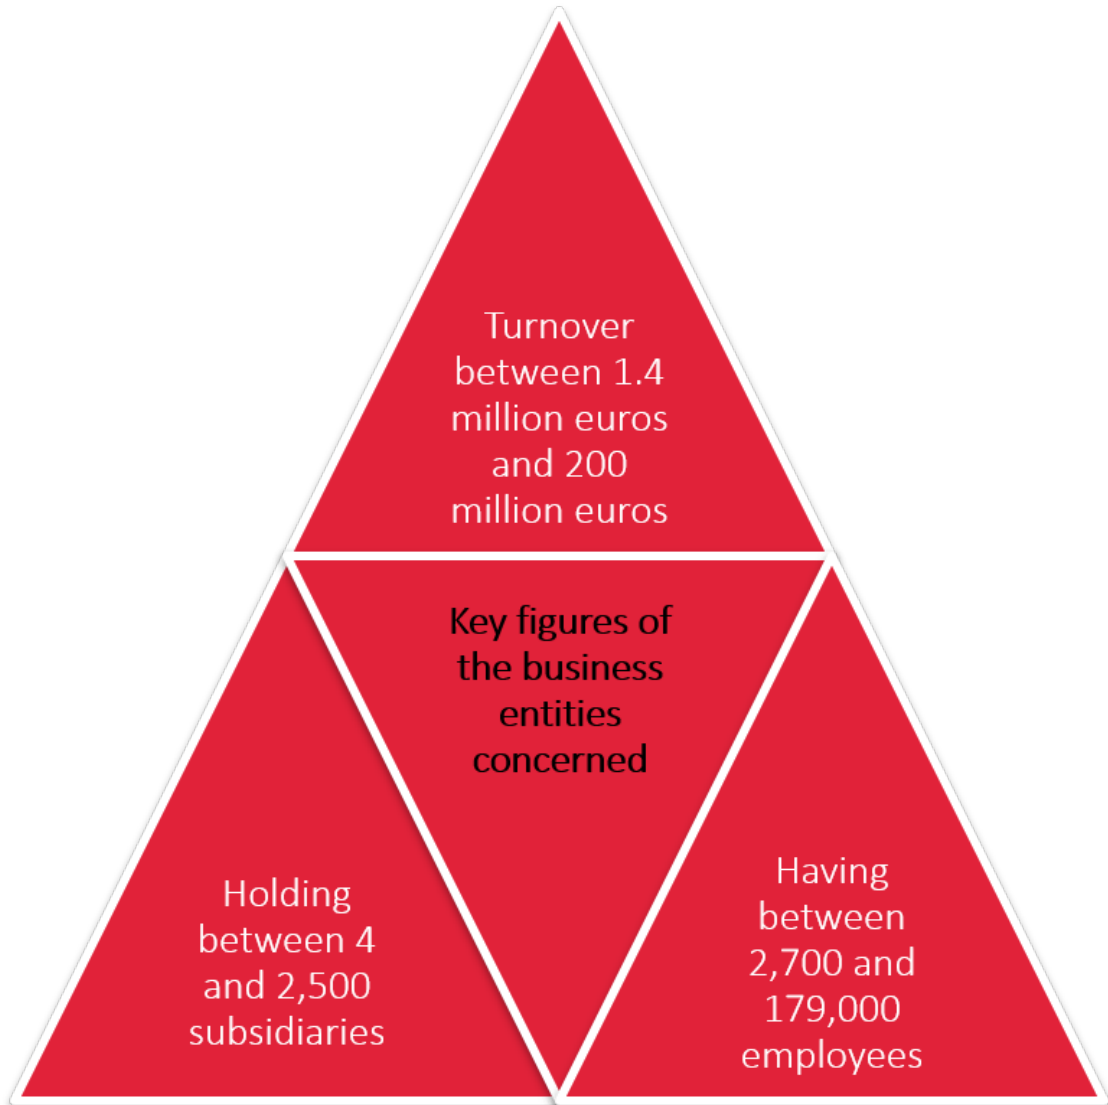 Turnover
between 1.4
million euros
and 200
million euros
Key figures of
the business
entities
concerned
Holding
between 4
and 2,500
subsidiaries
Having
between
2,700 and
179,000
employees